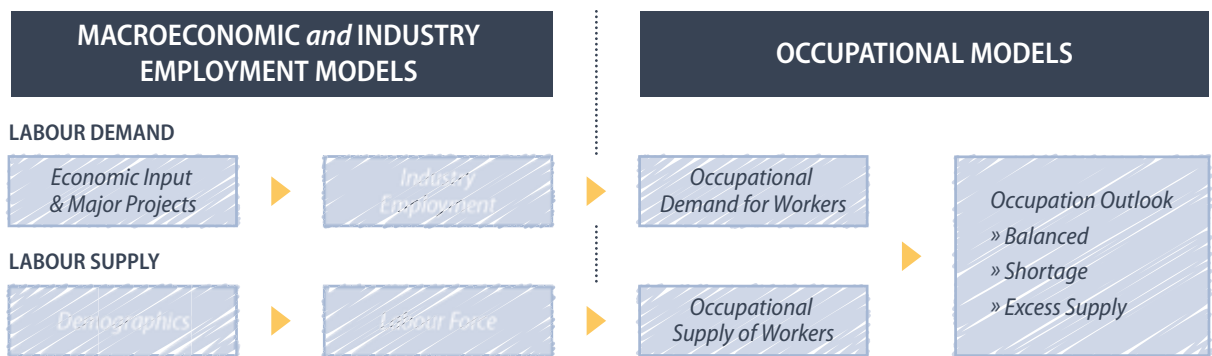 MACROECONOMIC and INDUSTRY
EMPLOYMENT MODELS
OCCUPATIONAL MODELS
LABOUR DEMAND
Economic Input
& Major Projects
Industry
Employment
Occupational
Demand for Workers
Occupation Outlook
» Balanced
» Shortage
» Excess Supply
LABOUR SUPPLY
Demographics
Labour Force
Occupational
Supply of Workers